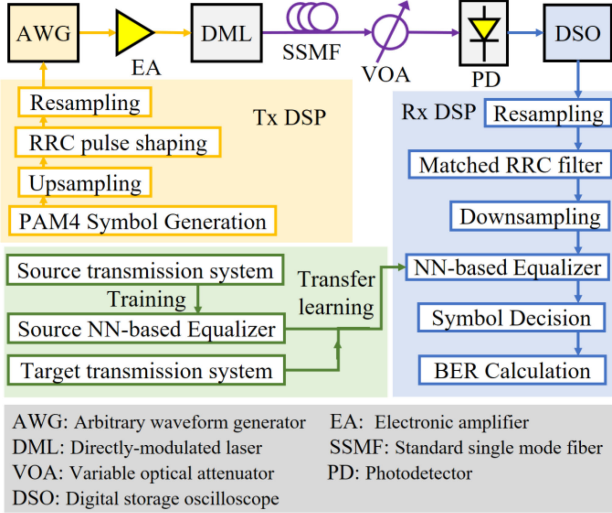 AWG
EA
DML
SSMF
VOA
PD
DSO
Tx DSP
Resampling
RRC pulse shaping
Upsampling
PAM4 Symbol Generation
Rx DSP
Resampling
Matched RRC filter
Downsampling
NN-based Equalizer
Symbol Decision
BER Calculation
Source transmission system
Training
Transfer
learning
Source NN-based Equalizer
Target transmission system
AWG: Arbitrary waveform generator EA: Electronic amplifier
DML: Directly-modulated laser SSMF: Standard single mode fiber
VOA: Variable optical attenuator PD: Photodetector
DSO: Digital storage oscilloscope